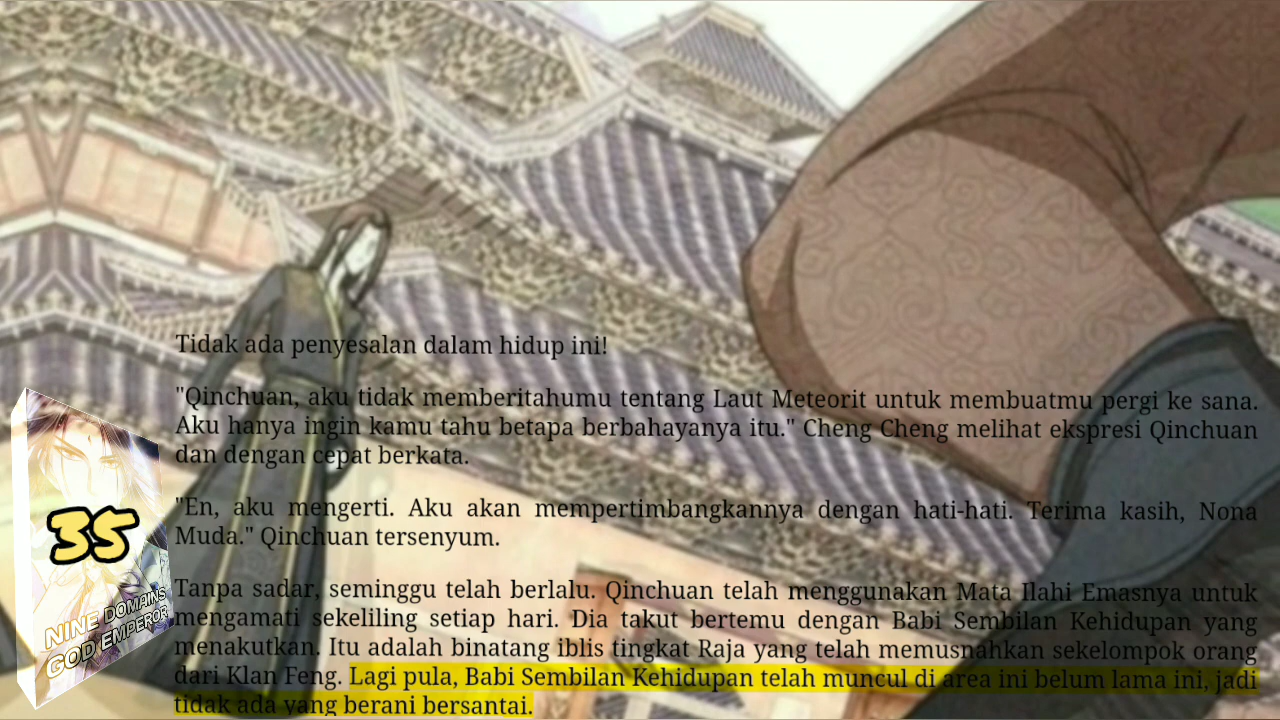 Tidak ada penyesalan dalam hidup ini!
"Qinchuan, aku tidak memberitahumu tentang Laut Meteorit untuk membuatmu pergi ke sana.
Aku hanya ingin kamu tahu betapa berbahayanya itu." Cheng Cheng melihat ekspresi Qinchuan
dan dengan cepat berkata.
"En, aku mengerti. Aku akan mempertimbangkannya dengan hati-hati. Terima kasih, Nona
Muda." Qinchuan tersenyum.
Tanpa sadar, seminggu telah berlalu. Qinchuan telah menggunakan Mata Ilahi Emasnya untuk
mengamati sekeliling setiap hari. Dia takut bertemu dengan Babi Sembilan Kehidupan yang
menakutkan. Itu adalah binatang iblis tingkat Raja yang telah memusnahkan sekelompok orang
dari Klan Feng. Lagi pula, Babi Sembilan Kehidupan telah muncul di area ini belum lama ini, jadi
tidak ada yang berani bersantai.
35
NINE DOMAINS
GOD EMPEROR